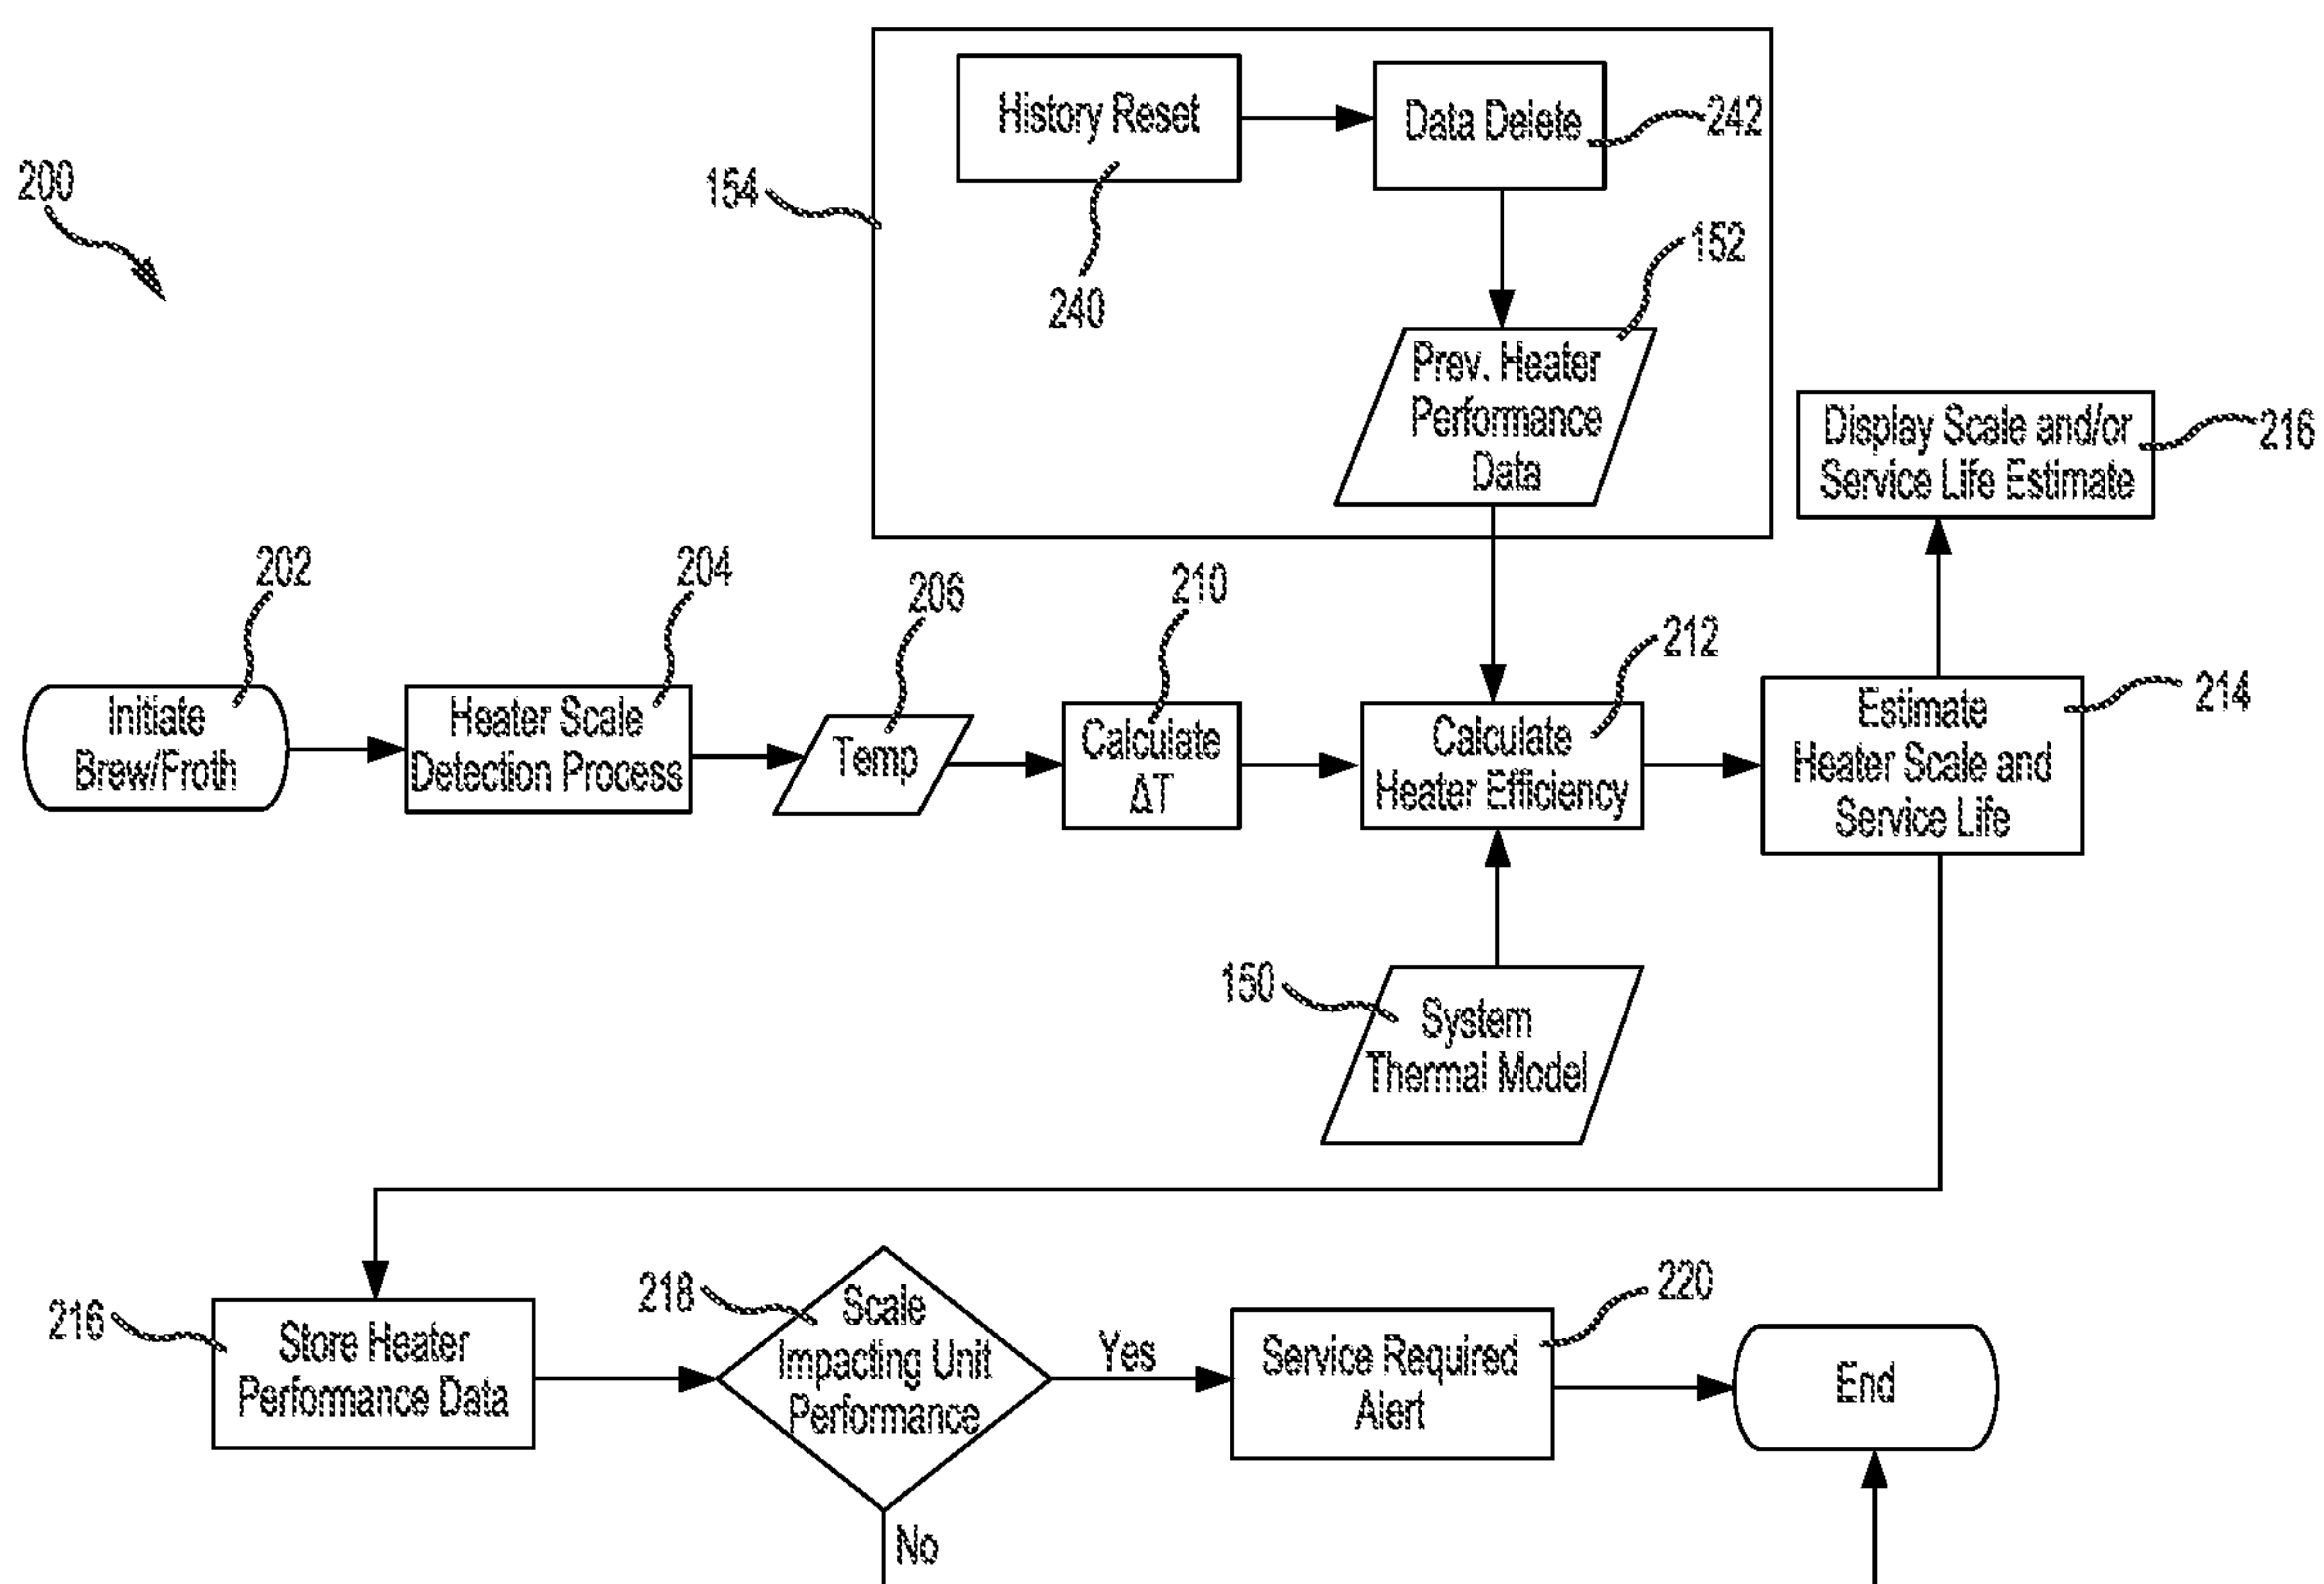 History Reset
Data Delete
242
200
154
240
152
Prev. Heater
Performance
Data
Display Scale and/or
Service Life Estimate
216
202
204
206
210
212
214
Initiate
Brew/Froth
Heater Scale
Detection Process
Temp
Calculate
ΔT
Calculate
Heater Efficiency
Estimate
Heater Scale and
Service Life
150
System
Thermal Model
216
Store Heater
Performance Data
218
Scale
Impacting Unit
Performance
Yes
No
220
Service Required
Alert
End